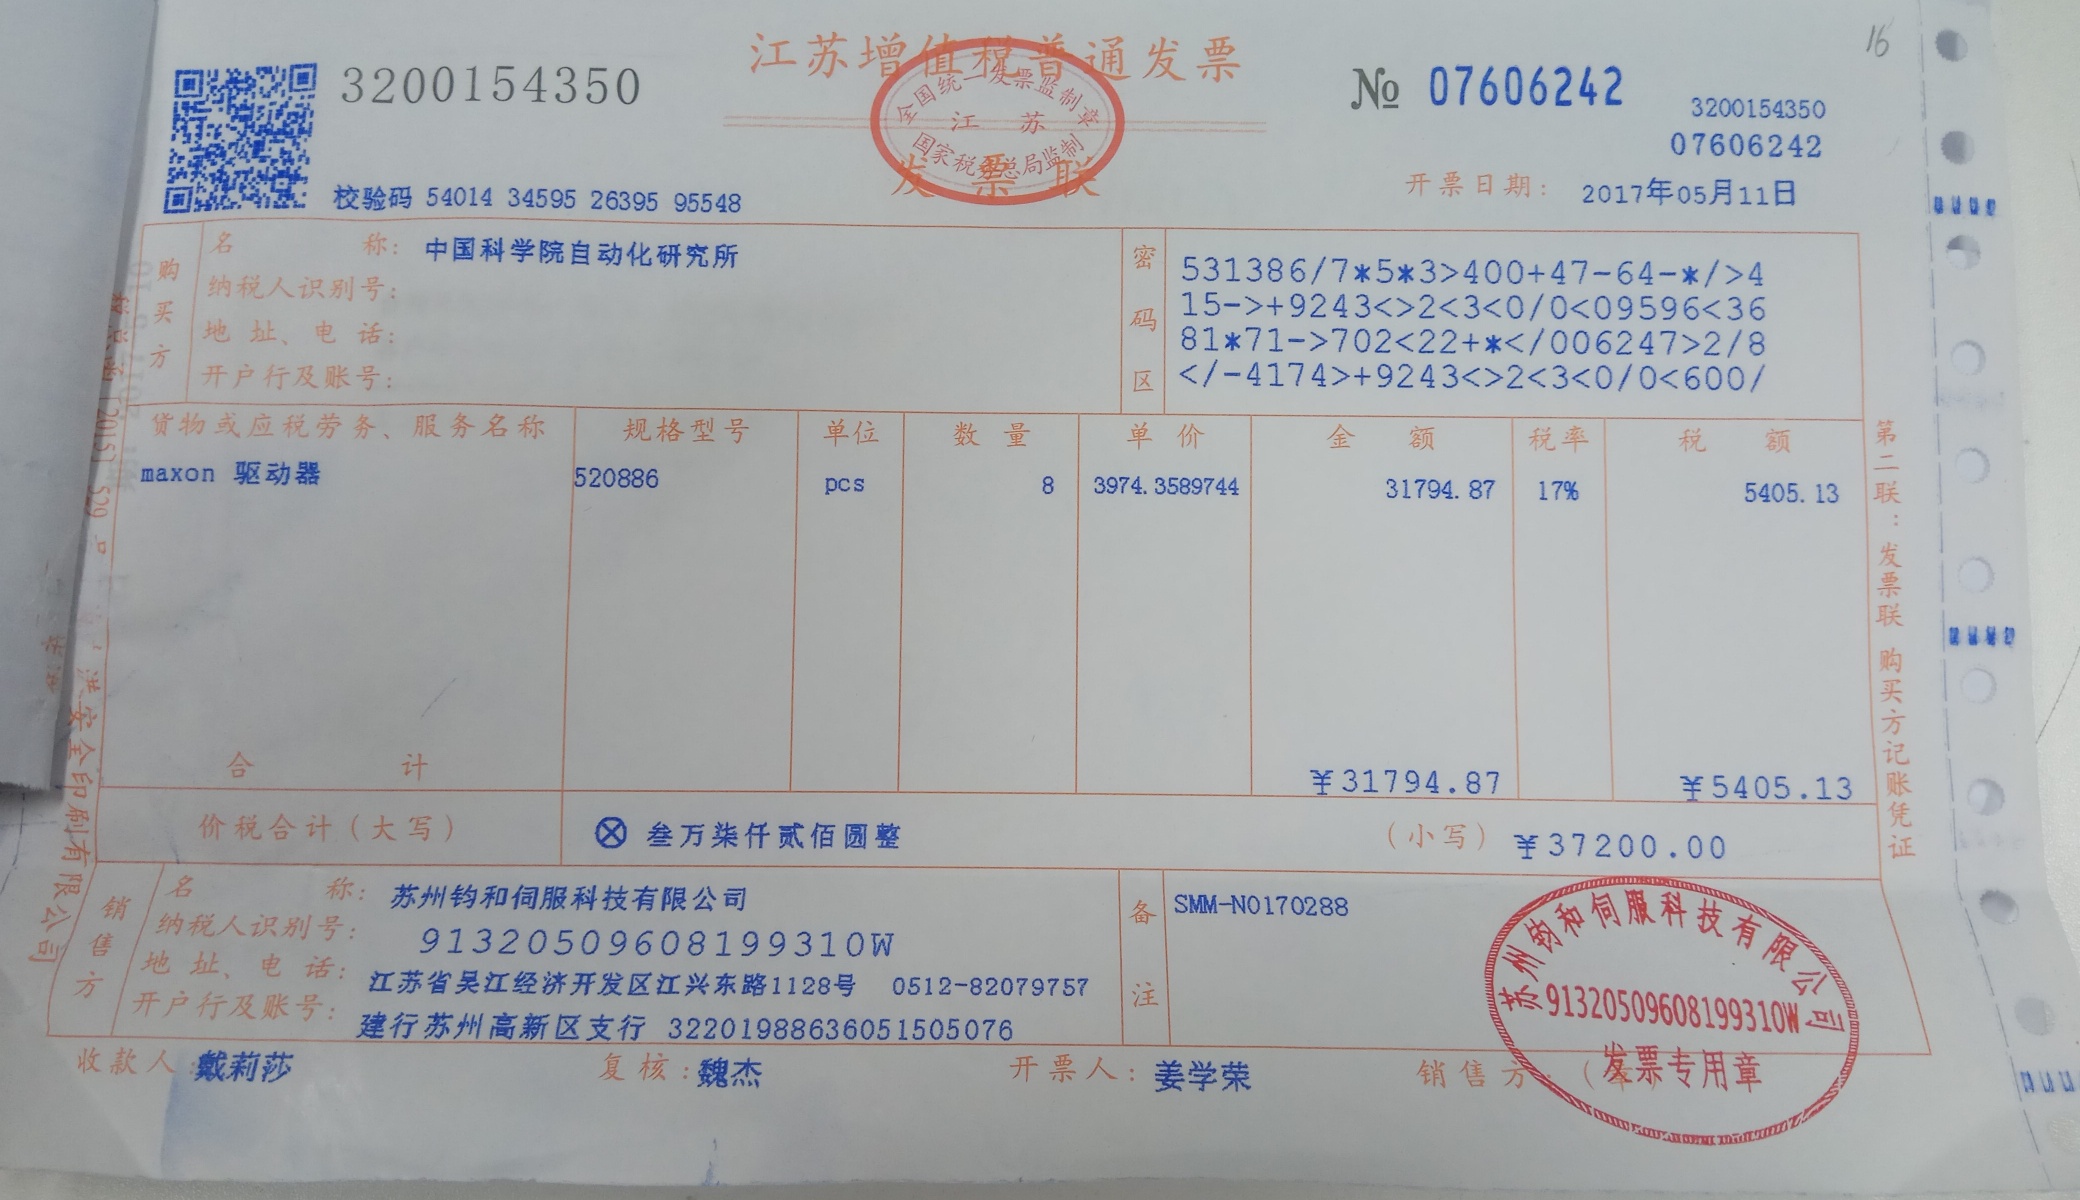 16
江苏增值税普通发票
全国统一发票监制章
江 苏
国家税务总局监制
发票联
3200154350
№ 07606242
3200154350
07606242
校验码 54014 34595 26395 95548
开票日期: 2017年05月11日
购买方
名 称: 中国科学院自动化研究所
纳税人识别号:
地 址、电 话:
开户行及账号:
密码区
531386/7*5*3>400+47-64-*/>4
15->+9243<>2<3<0/0<09596<36
81*71->702<22+*</006247>2/8
</-4174>+9243<>2<3<0/0<600/
货物或应税劳务、服务名称 规格型号 单位 数 量 单 价 金 额 税率 税 额
maxon 驱动器 520886 pcs 8 3974.3589744 31794.87 17% 5405.13
合 计 ¥31794.87 ¥5405.13
价税合计(大写) ⊗ 叁万柒仟贰佰圆整 (小写) ¥37200.00
销售方
名 称: 苏州钧和伺服科技有限公司
纳税人识别号: 91320509608199310W
地 址、电 话: 江苏省吴江经济开发区江兴东路1128号 0512-82079757
开户行及账号: 建行苏州高新区支行 32201988636051505076
备注
SMM-N0170288
苏州钧和伺服科技有限公司
91320509608199310W
发票专用章
收款人: 戴莉莎 复核: 魏杰 开票人: 姜学荣 销售方
第二联:发票联 购买方记账凭证
安全印刷有限公司